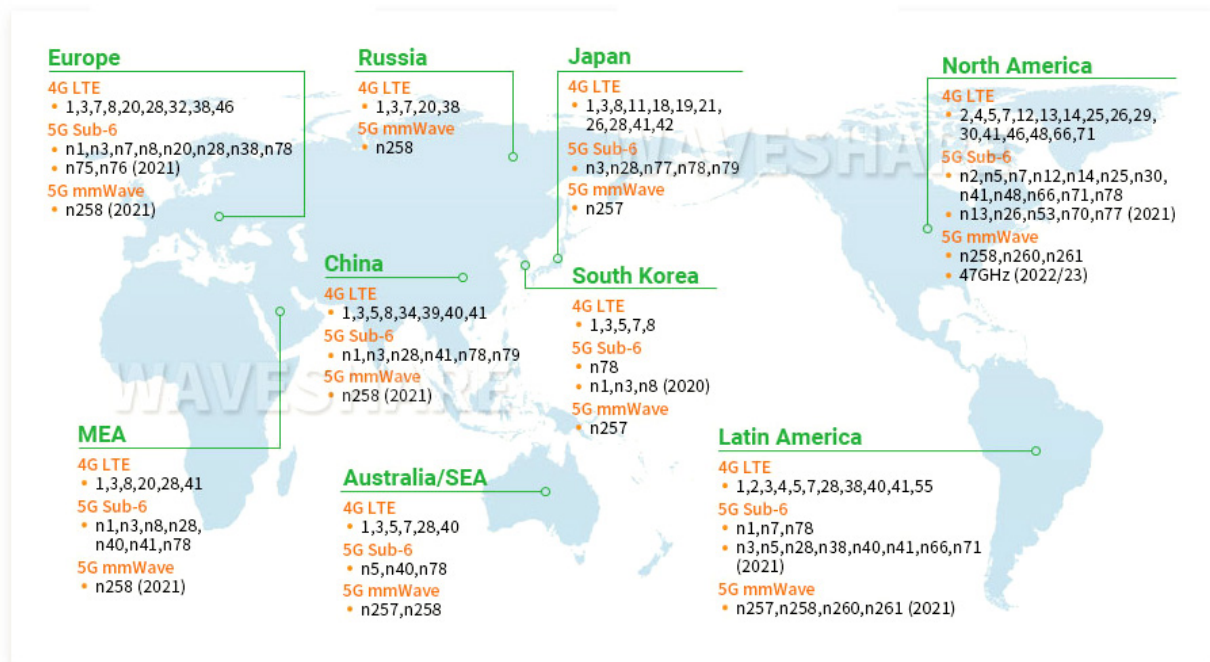 Europe
4G LTE
• 1,3,7,8,20,28,32,38,46
5G Sub-6
• n1,n3,n7,n8,n20,n28,n38,n78
• n75,n76 (2021)
5G mmWave
• n258 (2021)
Russia
4G LTE
• 1,3,7,20,38
5G mmWave
• n258
Japan
4G LTE
• 1,3,8,11,18,19,21,
26,28,41,42
5G Sub-6
• n3,n28,n77,n78,n79
5G mmWave
• n257
North America
4G LTE
• 2,4,5,7,12,13,14,25,26,29,
30,41,46,48,66,71
5G Sub-6
• n2,n5,n7,n12,n14,n25,n30,
n41,n48,n66,n71,n78
• n13,n26,n53,n70,n77 (2021)
5G mmWave
• n258,n260,n261
• 47GHz (2022/23)
WAVESHARE
China
4G LTE
• 1,3,5,8,34,39,40,41
5G Sub-6
• n1,n3,n28,n41,n78,n79
5G mmWave
• n258 (2021)
South Korea
4G LTE
• 1,3,5,7,8
5G Sub-6
• n78
• n1,n3,n8 (2020)
5G mmWave
• n257
WAVESHARE
MEA
4G LTE
• 1,3,8,20,28,41
5G Sub-6
• n1,n3,n8,n28,
n40,n41,n78
5G mmWave
• n258 (2021)
Australia/SEA
4G LTE
• 1,3,5,7,28,40
5G Sub-6
• n5,n40,n78
5G mmWave
• n257,n258
Latin America
4G LTE
• 1,2,3,4,5,7,28,38,40,41,55
5G Sub-6
• n1,n7,n78
• n3,n5,n28,n38,n40,n41,n66,n71
(2021)
5G mmWave
• n257,n258,n260,n261 (2021)